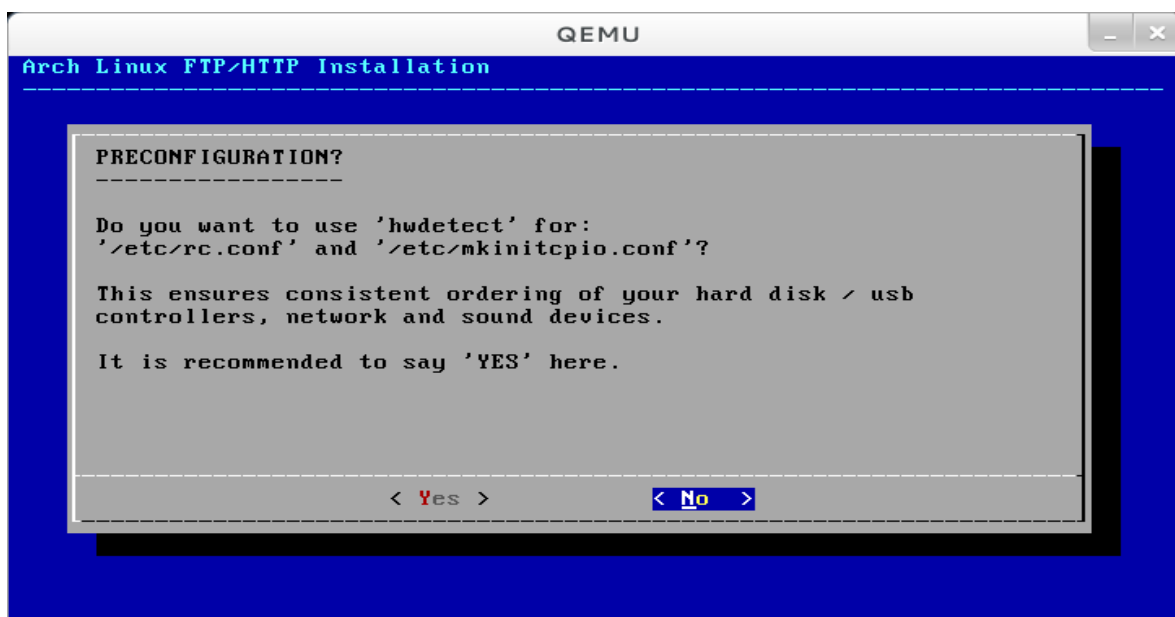 QEMU
Arch Linux FTP/HTTP Installation
PRECONFIGURATION?
-----------------
Do you want to use 'hwdetect' for:
'/etc/rc.conf' and '/etc/mkinitcpio.conf'?
This ensures consistent ordering of your hard disk / usb
controllers, network and sound devices.
It is recommended to say 'YES' here.
< Yes > < No >